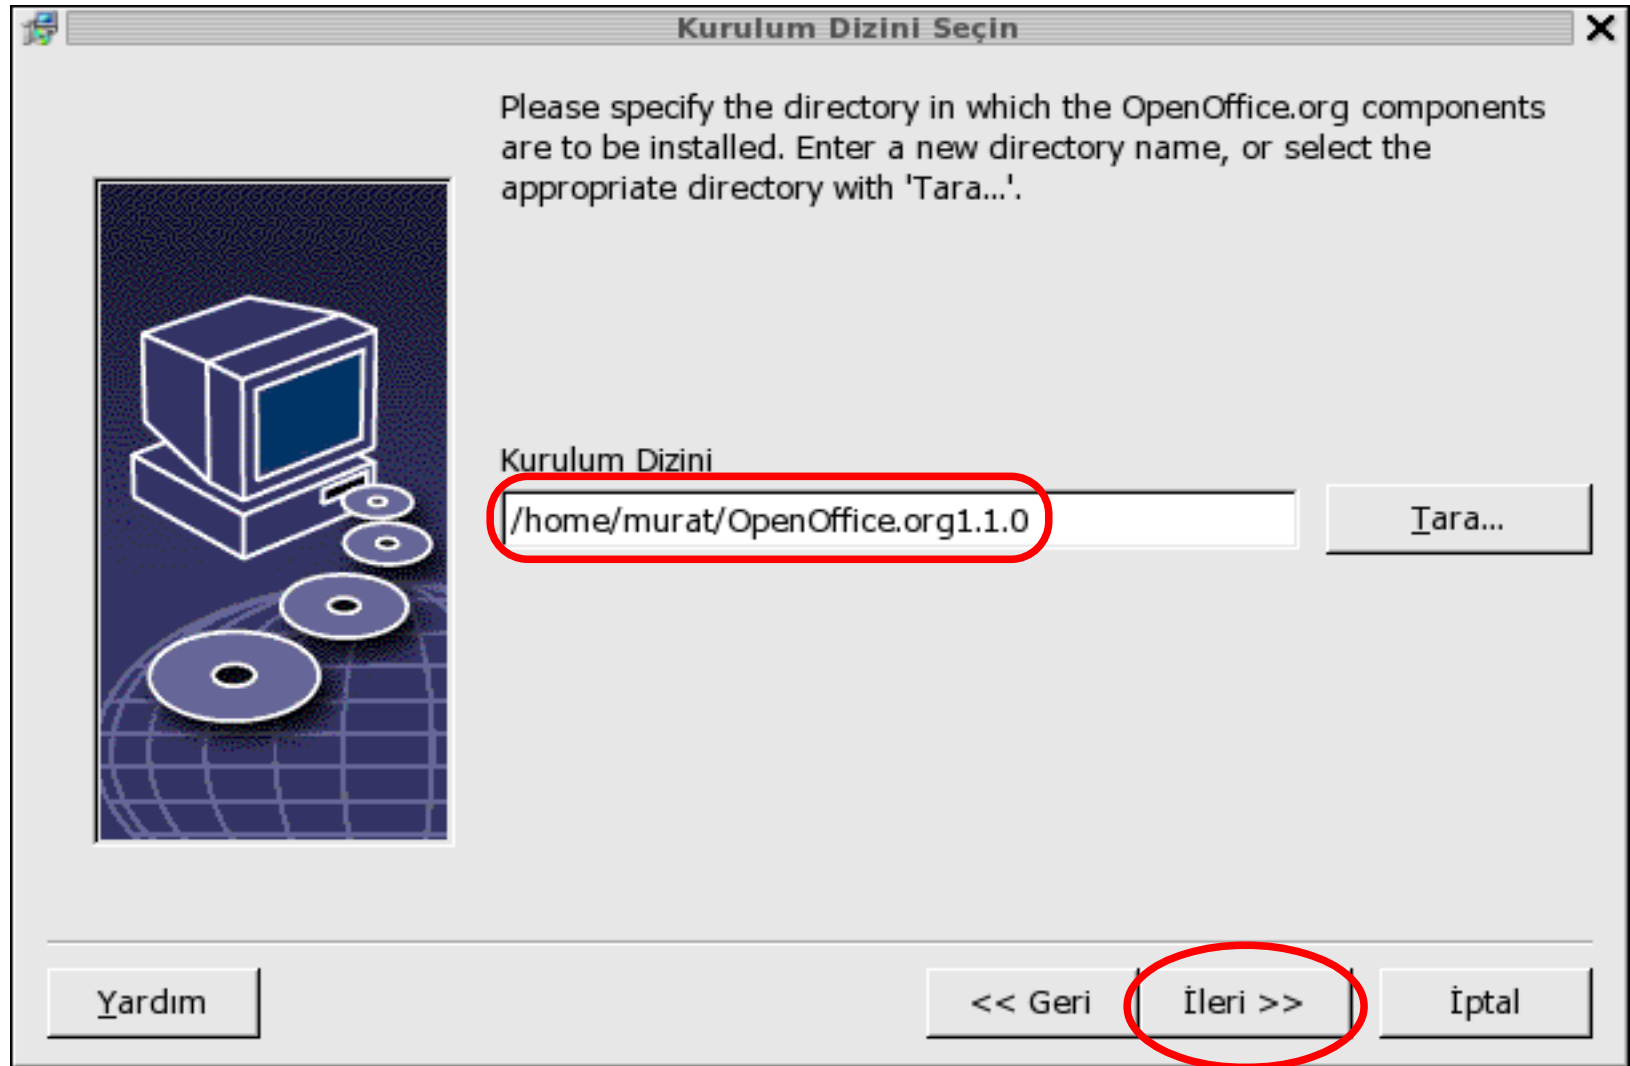 Kurulum Dizini Seçin
Please specify the directory in which the OpenOffice.org components
are to be installed. Enter a new directory name, or select the
appropriate directory with 'Tara...'.
Kurulum Dizini
/home/murat/OpenOffice.org1.1.0
Tara...
Yardım
<< Geri
İleri >>
İptal